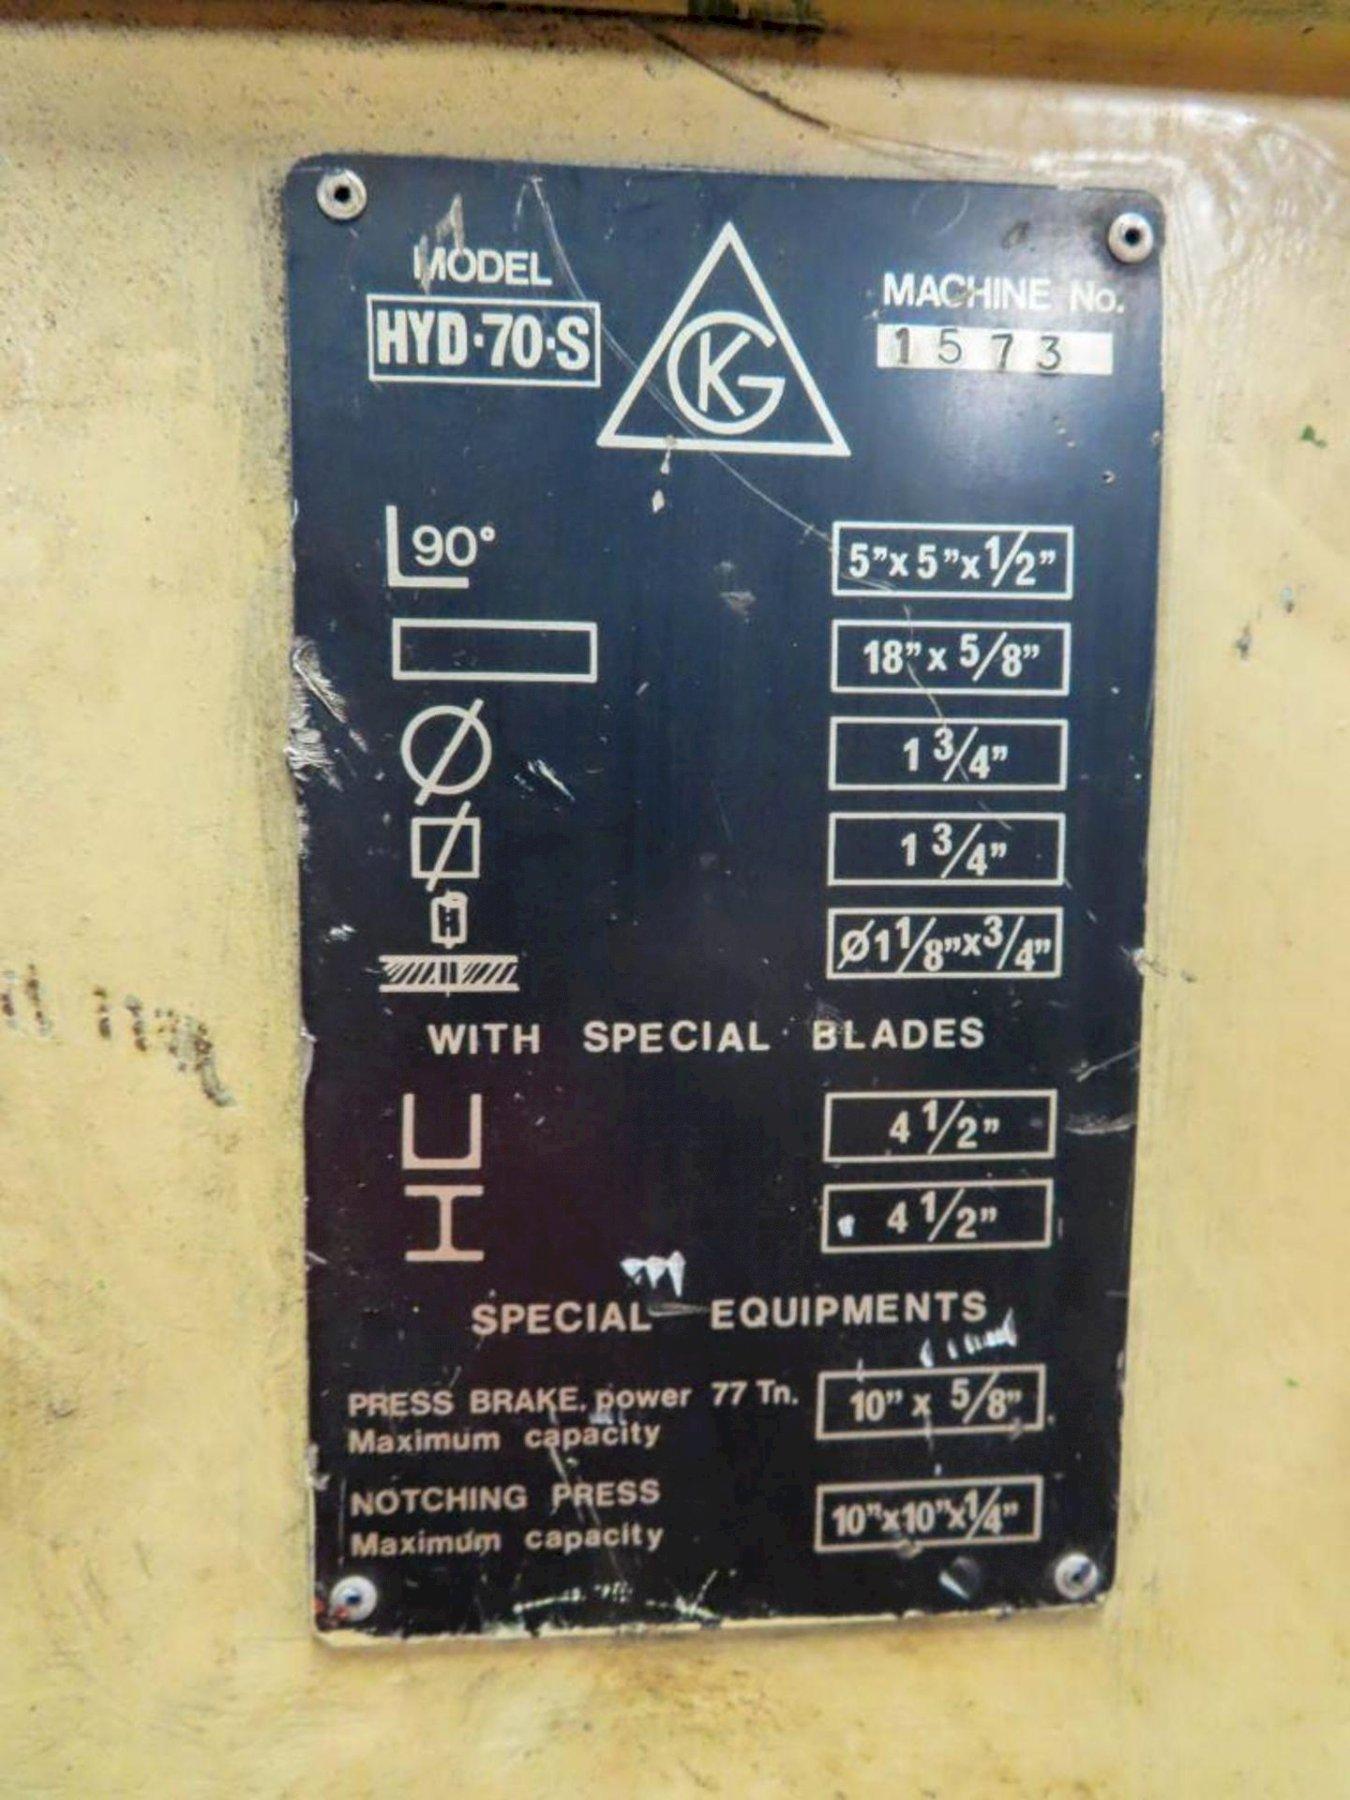 MODEL
HYD·70·S
KG
MACHINE No.
1573
90°
5”x 5”x 1/2”
18” x 5/8”
1 3/4”
1 3/4”
Ø1 1/8”x 3/4”
WITH SPECIAL BLADES
4 1/2”
4 1/2”
SPECIAL EQUIPMENTS
PRESS BRAKE. power 77 Tn.
Maximum capacity
10” x 5/8”
NOTCHING PRESS
Maximum capacity
10”x10”x1/4”